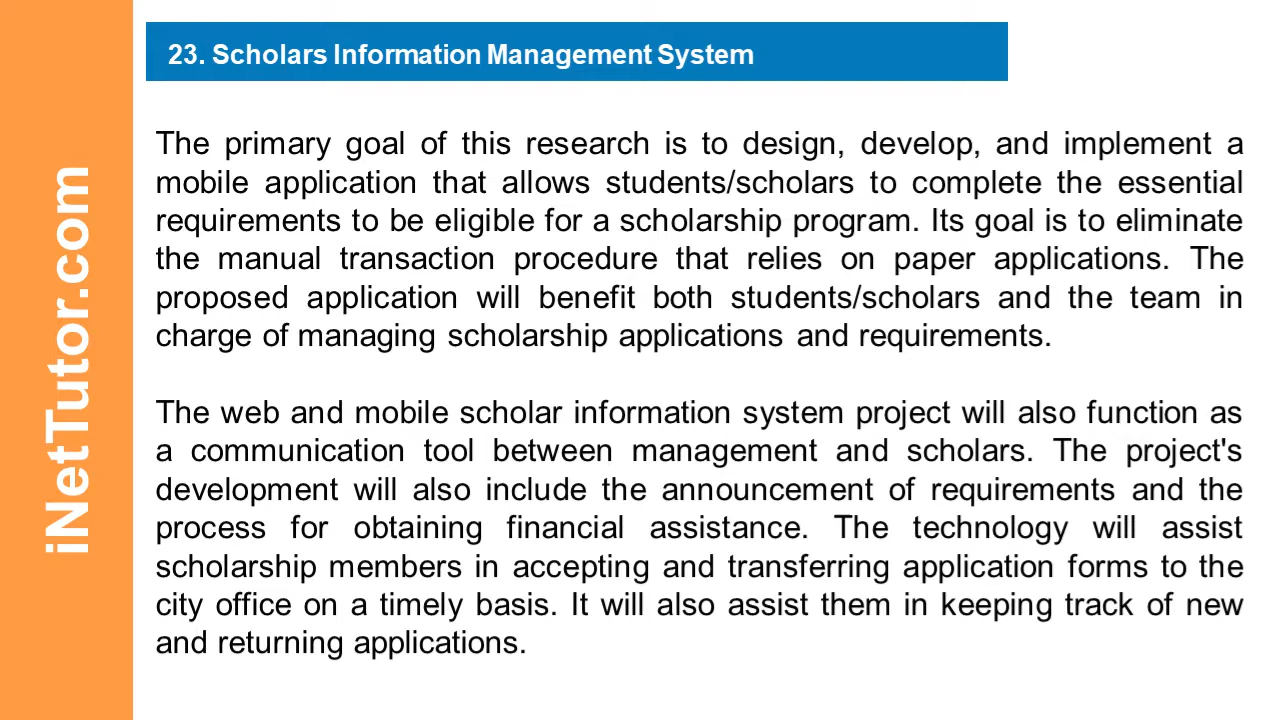 iNetTutor.com
23. Scholars Information Management System
The primary goal of this research is to design, develop, and implement a
mobile application that allows students/scholars to complete the essential
requirements to be eligible for a scholarship program. Its goal is to eliminate
the manual transaction procedure that relies on paper applications. The
proposed application will benefit both students/scholars and the team in
charge of managing scholarship applications and requirements.
The web and mobile scholar information system project will also function as
a communication tool between management and scholars. The project's
development will also include the announcement of requirements and the
process for obtaining financial assistance. The technology will assist
scholarship members in accepting and transferring application forms to the
city office on a timely basis. It will also assist them in keeping track of new
and returning applications.